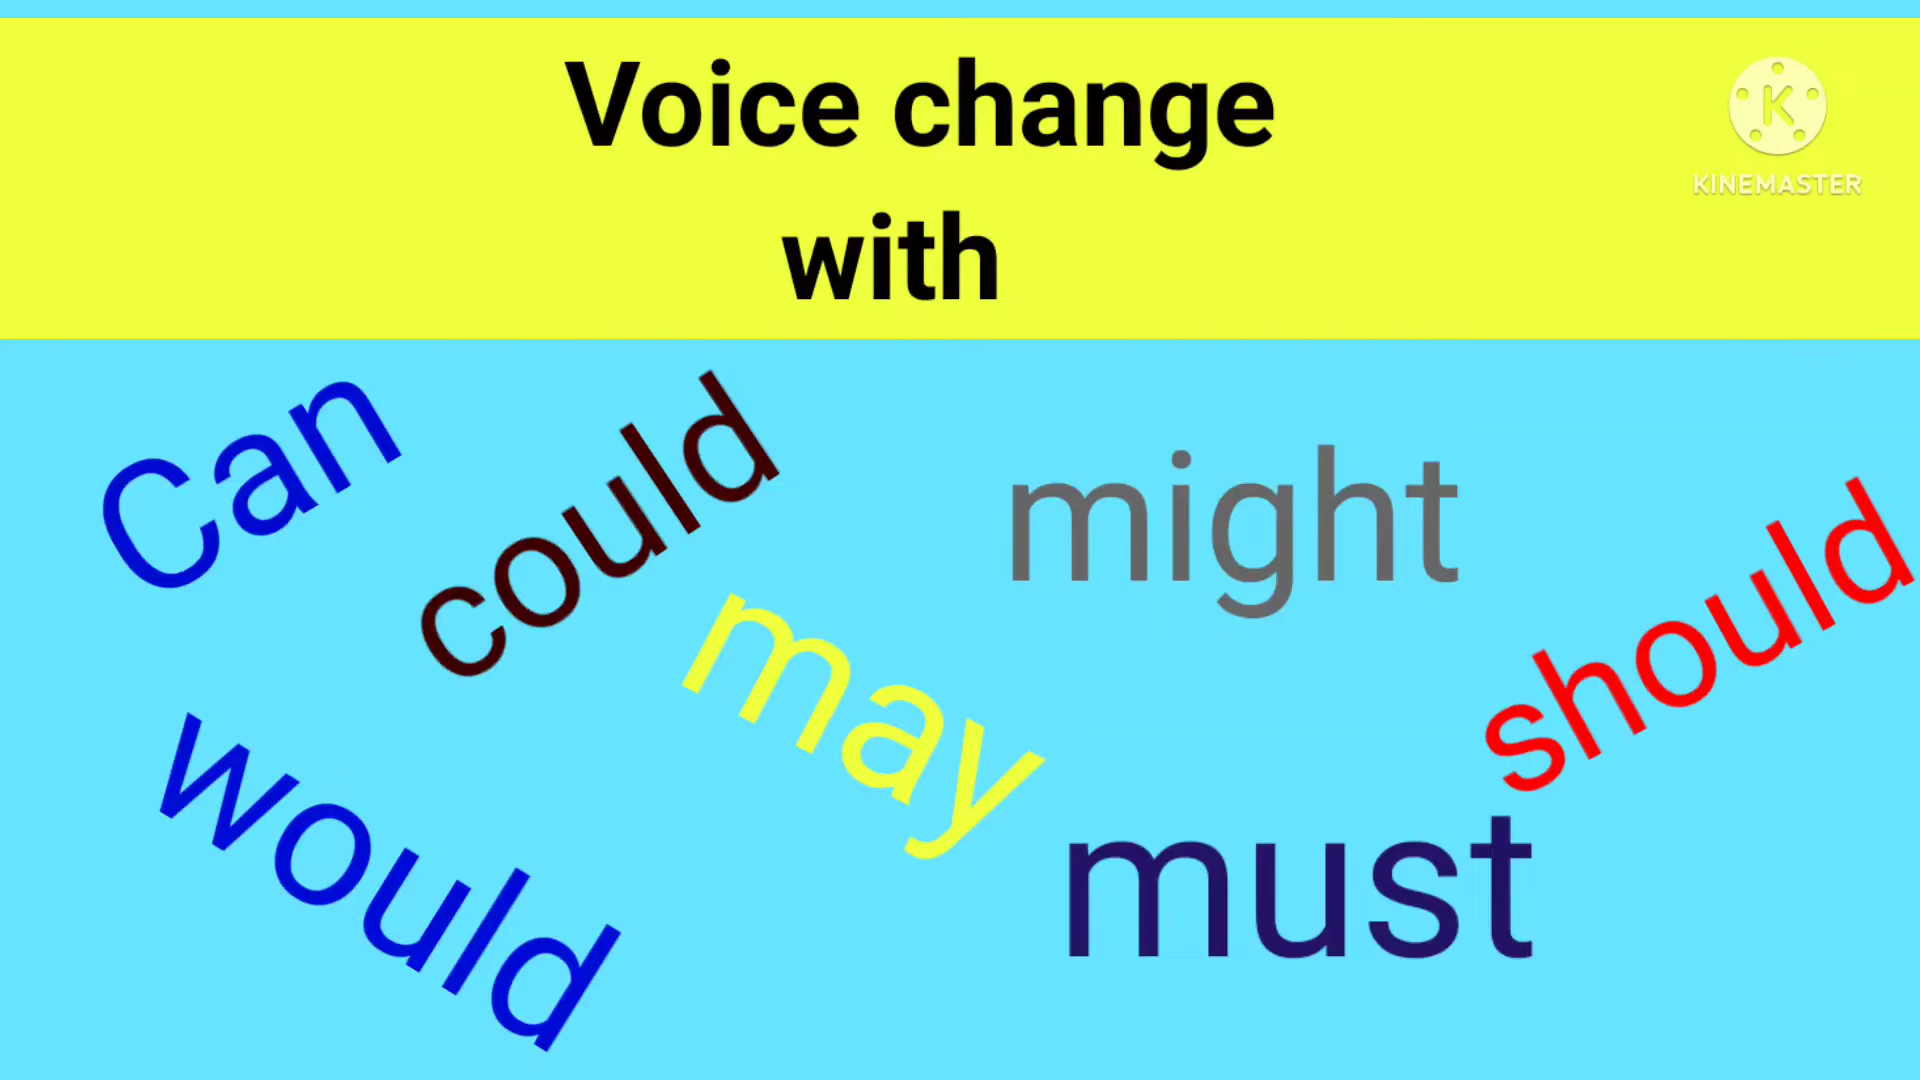 Voice change
with
K
KINEMASTER
Can
could
might
should
may
would
must